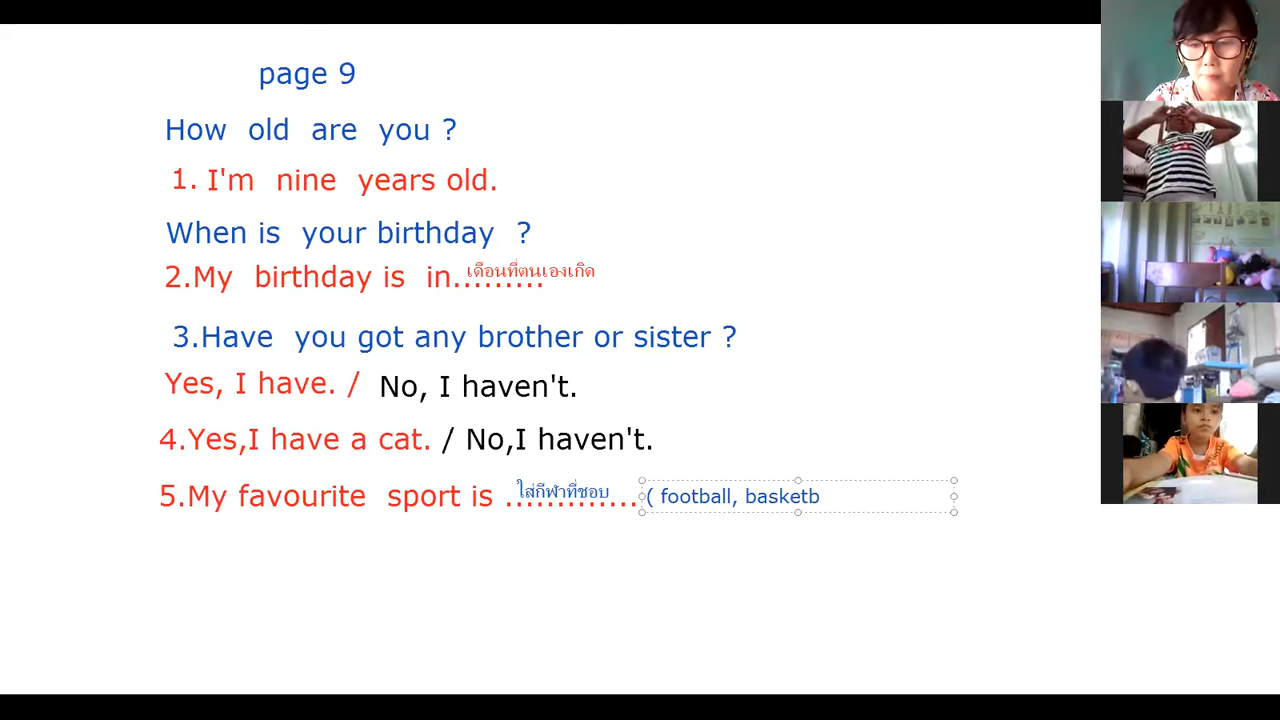 page 9
How old are you ?
1. I'm nine years old.
When is your birthday ?
2.My birthday is in......... เดือนที่ตนเองเกิด
3.Have you got any brother or sister ?
Yes, I have. / No, I haven't.
4.Yes,I have a cat. / No,I haven't.
5.My favourite sport is ............. ใส่กีฬาที่ชอบ ( football, basketb